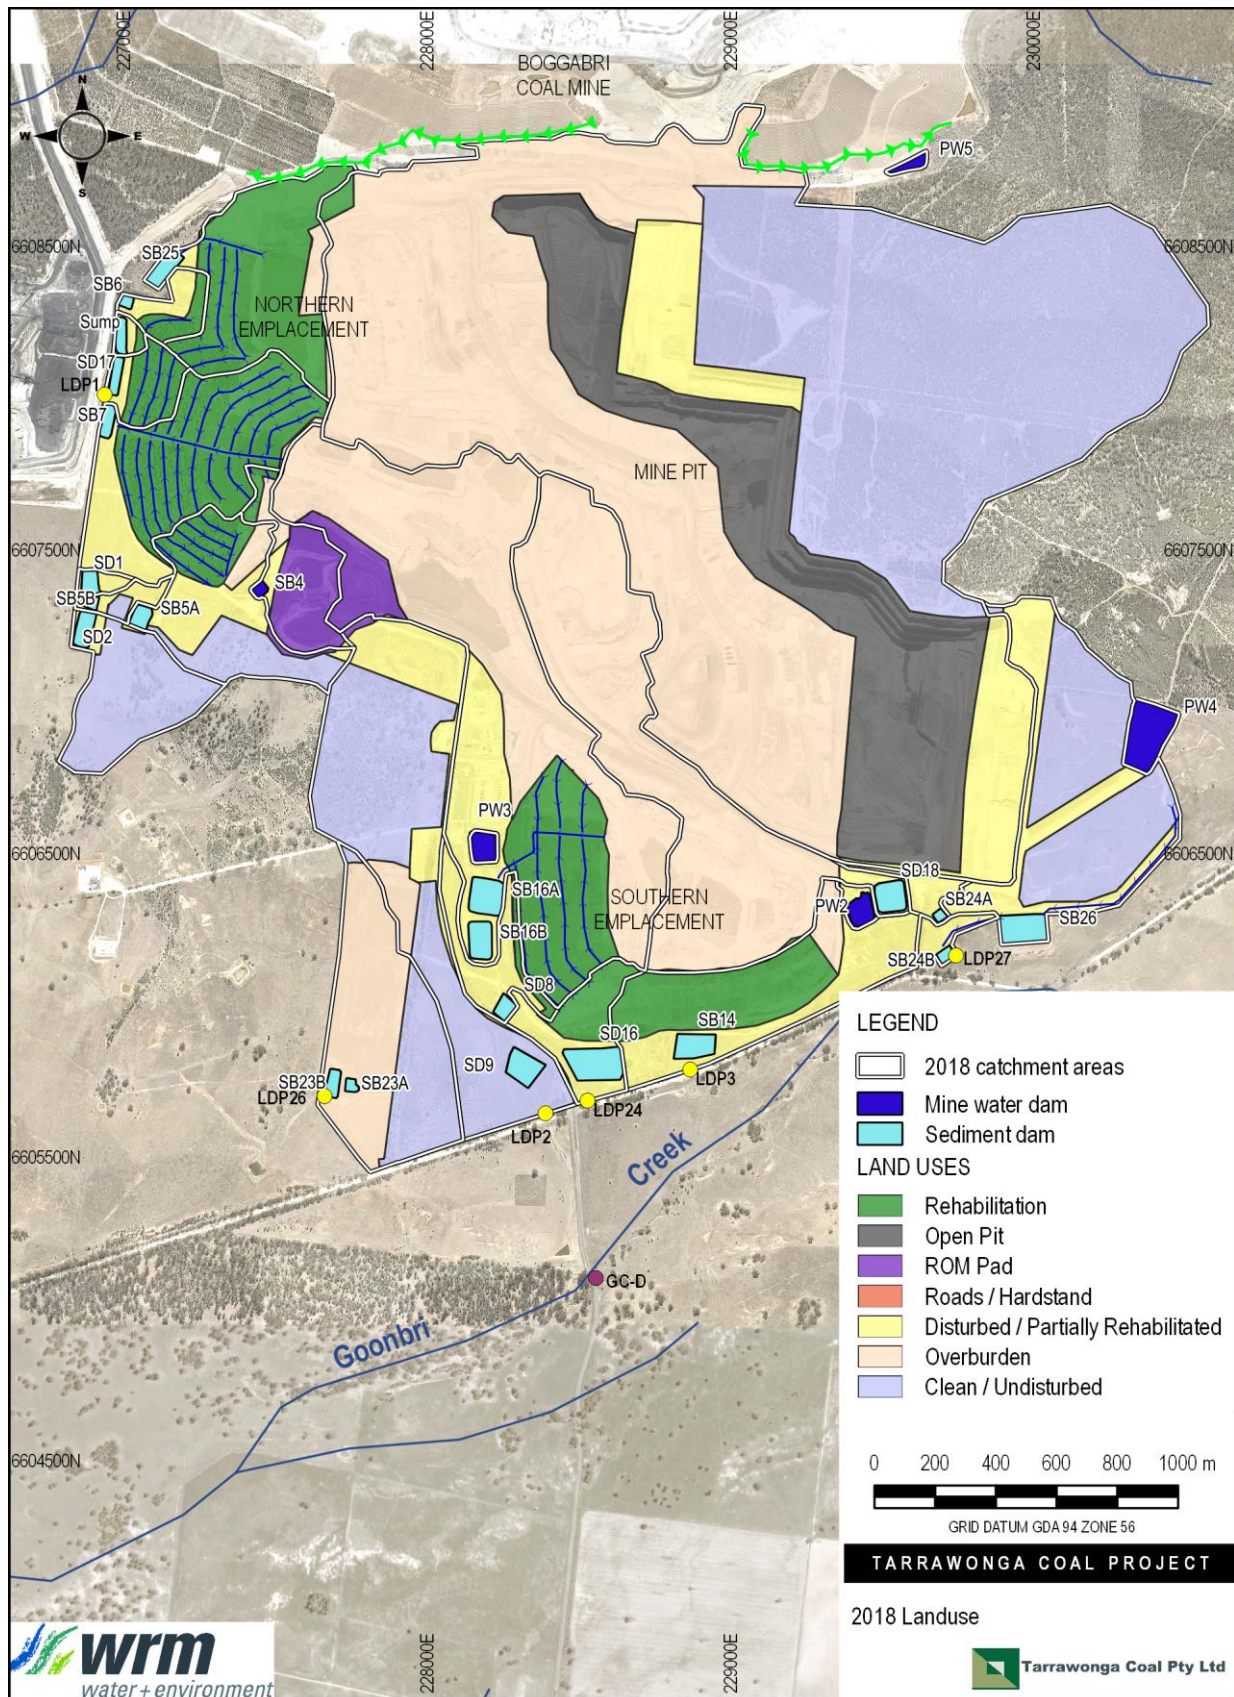 227000E
228000E
229000E
230000E
BOGGABRI
COAL MINE
N
W
E
S
PW5
6608500N
6608500N
SB25
SB6
NORTHERN
EMPLACEMENT
Sump
SD17
LDP1
SB7
MINE PIT
6607500N
6607500N
SD1
SB4
SB5B
SB5A
SD2
PW4
PW3
6606500N
6606500N
SD18
SB16A
SOUTHERN
EMPLACEMENT
SB24A
PW2
SB26
SB16B
SB24B
LDP27
SD8
SD16
SB14
SD9
SB23B
SB23A
LDP26
LDP3
LDP24
LDP2
6605500N
Creek
GC-D
Goonbri
6604500N
LEGEND
2018 catchment areas
Mine water dam
Sediment dam
LAND USES
Rehabilitation
Open Pit
ROM Pad
Roads / Hardstand
Disturbed / Partially Rehabilitated
Overburden
Clean / Undisturbed
0 200 400 600 800 1000 m
GRID DATUM GDA 94 ZONE 56
TARRAWONGA COAL PROJECT
2018 Landuse
228000E
229000E
wrm
water + environment
Tarrawonga Coal Pty Ltd